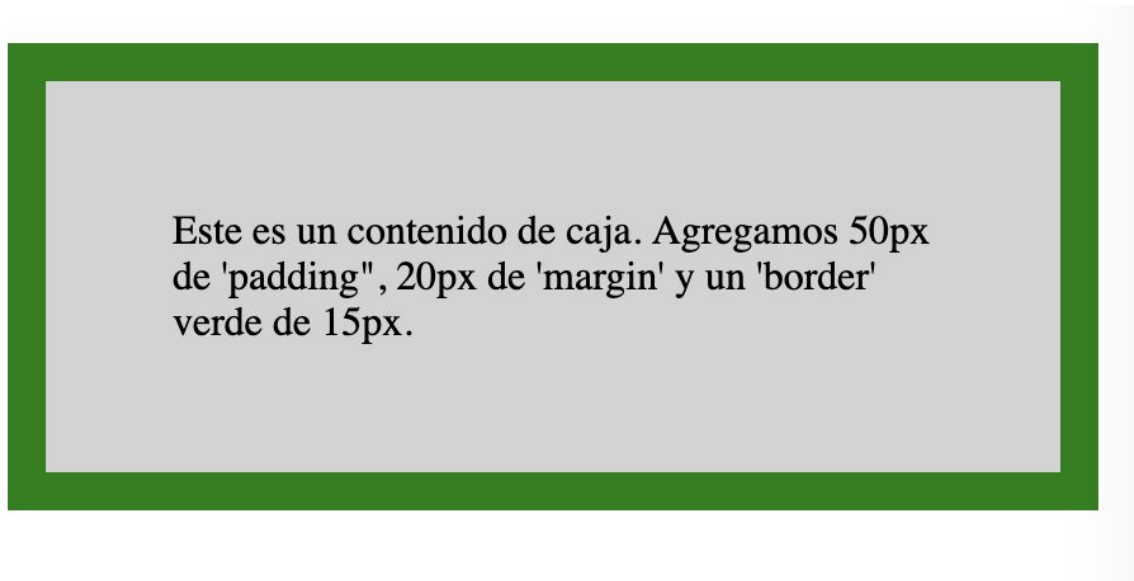 Este es un contenido de caja. Agregamos 50px
de 'padding", 20px de 'margin' y un 'border'
verde de 15px.